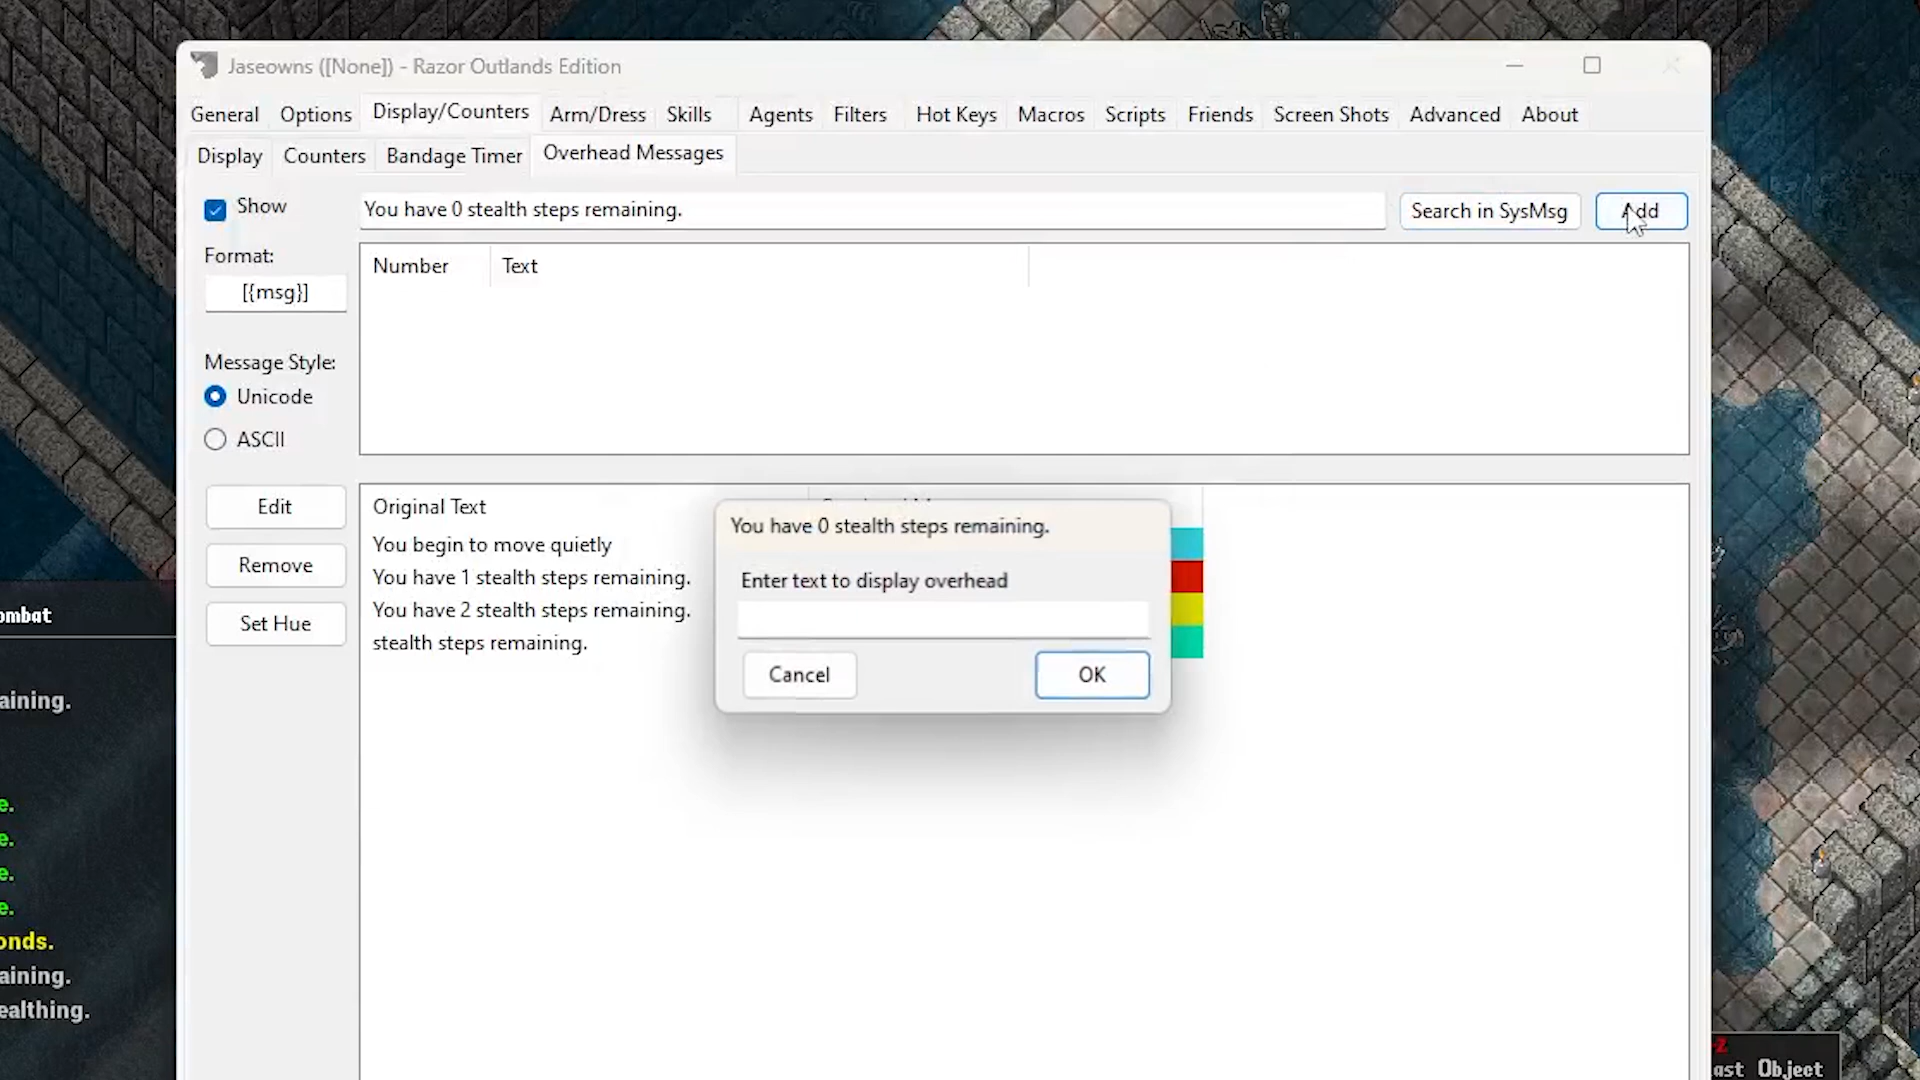 Jaseowns ([None]) - Razor Outlands Edition
General Options Display/Counters Arm/Dress Skills Agents Filters Hot Keys Macros Scripts Friends Screen Shots Advanced About
Display Counters Bandage Timer Overhead Messages
Show You have 0 stealth steps remaining. Search in SysMsg Add
Format:
[{msg}]
Number Text
Message Style:
Unicode
ASCII
Edit
Remove
Set Hue
Original Text
You begin to move quietly
You have 1 stealth steps remaining.
You have 2 stealth steps remaining.
stealth steps remaining.
You have 0 stealth steps remaining.
Enter text to display overhead
Cancel OK
ombat
aining.
e.
e.
e.
e.
onds.
aining.
ealthing.
-Z
ast Object